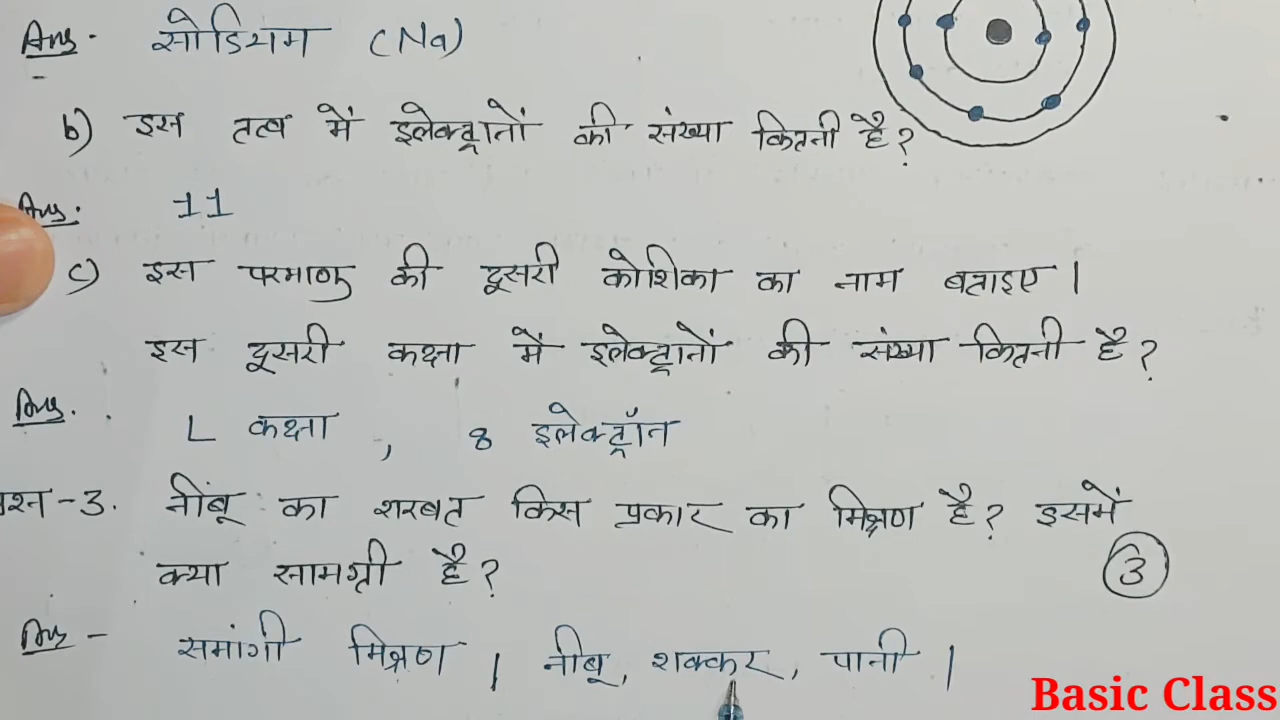 Ans. सोडियम (Na)
b) इस तत्व में इलेक्ट्रानों की संख्या कितनी है?
Ans. 11
c) इस परमाणु की दूसरी कोशिका का नाम बताइए।
इस दूसरी कक्षा में इलेक्ट्रानों की संख्या कितनी है?
Ans. L कक्षा, 8 इलेक्ट्रॉन
प्रश्न-3. नींबू का शरबत किस प्रकार का मिश्रण है? इसमें
क्या सामग्री है? 3
Ans - समांगी मिश्रण। नीबू, शक्कर, पानी।
Basic Class